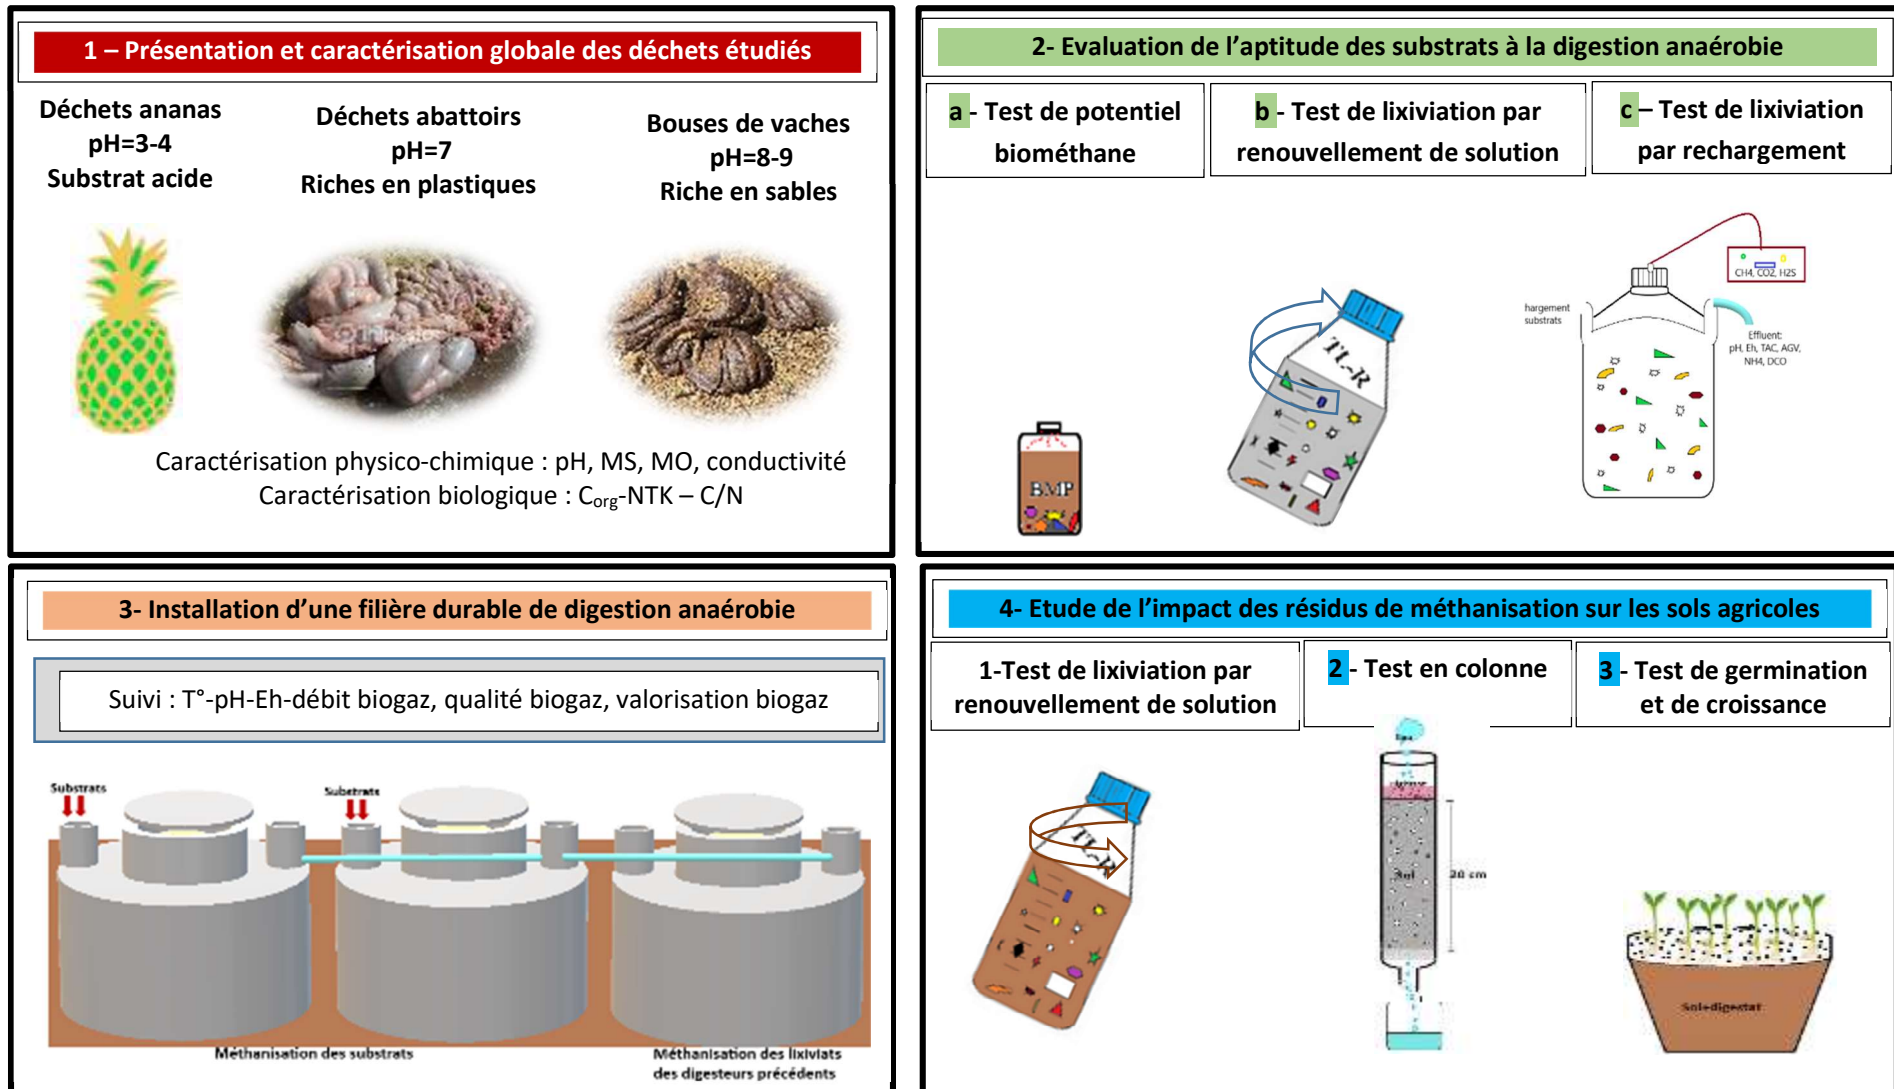 1 – Présentation et caractérisation globale des déchets étudiés
Déchets ananas
pH=3-4
Substrat acide
Déchets abattoirs
pH=7
Riches en plastiques
Bouses de vaches
pH=8-9
Riche en sables
Caractérisation physico-chimique : pH, MS, MO, conductivité
Caractérisation biologique : Corg-NTK – C/N
2- Evaluation de l’aptitude des substrats à la digestion anaérobie
a - Test de potentiel
biométhane
b - Test de lixiviation par
renouvellement de solution
c – Test de lixiviation
par rechargement
BMP
TL-R
CH4, CO2, H2S
hargement
substrats
Effluent:
pH, Eh, TAC, AGV,
NH4, DCO
3- Installation d’une filière durable de digestion anaérobie
Suivi : T°-pH-Eh-débit biogaz, qualité biogaz, valorisation biogaz
Substrats
Substrats
Méthanisation des substrats
Méthanisation des lixiviats
des digesteurs précédents
4- Etude de l’impact des résidus de méthanisation sur les sols agricoles
1-Test de lixiviation par
renouvellement de solution
2 - Test en colonne
3 - Test de germination
et de croissance
TL-R
Eau
Sol
20 cm
Sol+digestat